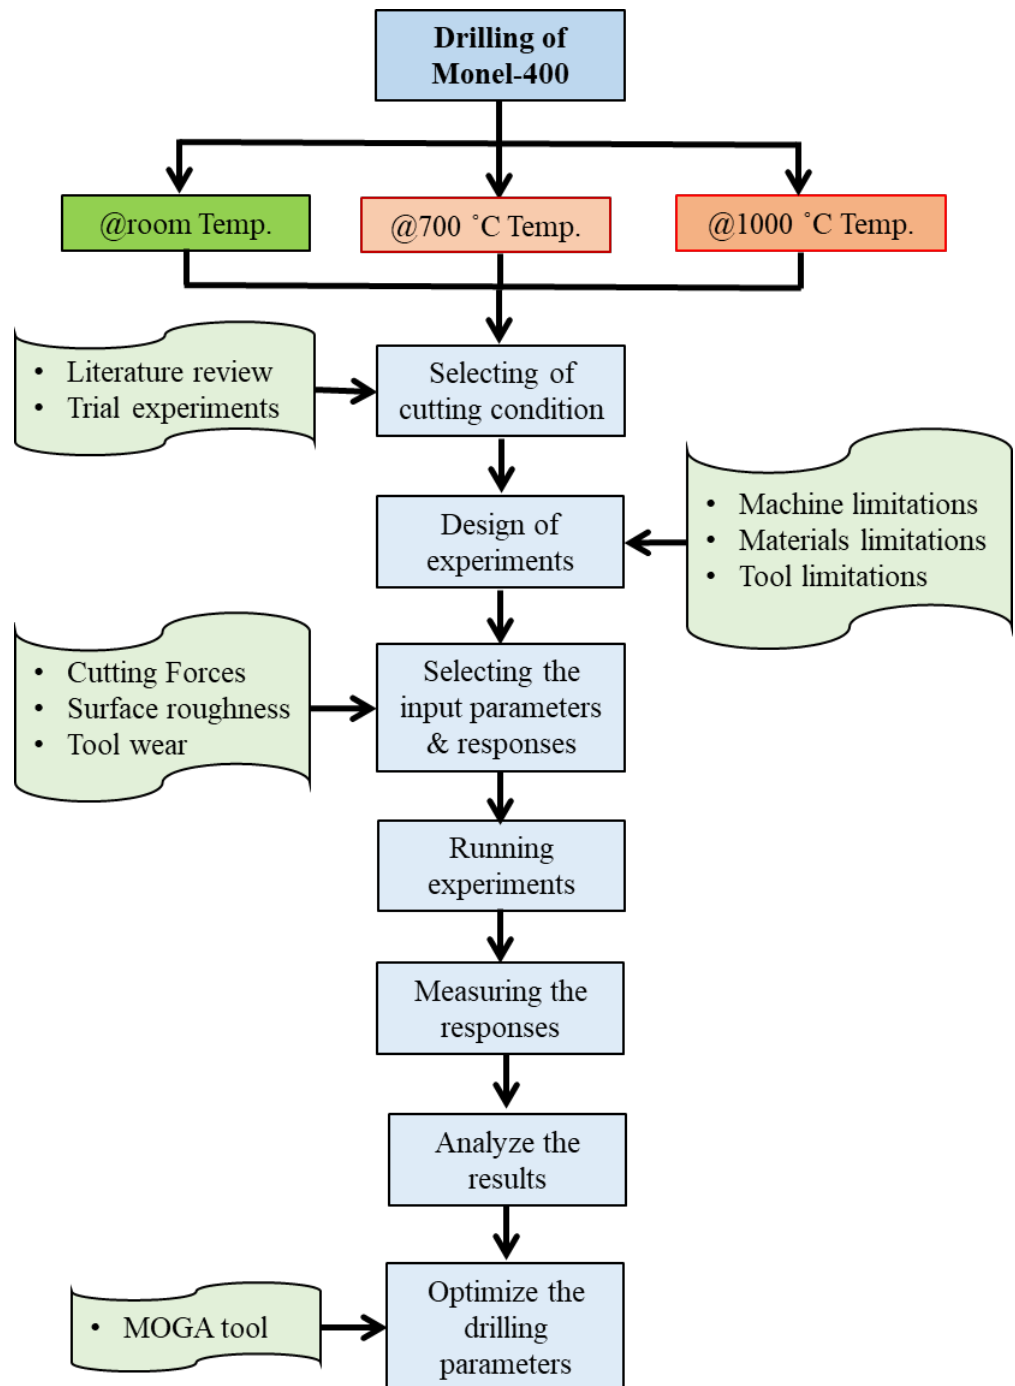 Drilling of
Monel-400
@room Temp.
@700 ˚C Temp.
@1000 ˚C Temp.
• Literature review
• Trial experiments
Selecting of
cutting condition
Design of
experiments
• Machine limitations
• Materials limitations
• Tool limitations
• Cutting Forces
• Surface roughness
• Tool wear
Selecting the
input parameters
& responses
Running
experiments
Measuring the
responses
Analyze the
results
• MOGA tool
Optimize the
drilling
parameters